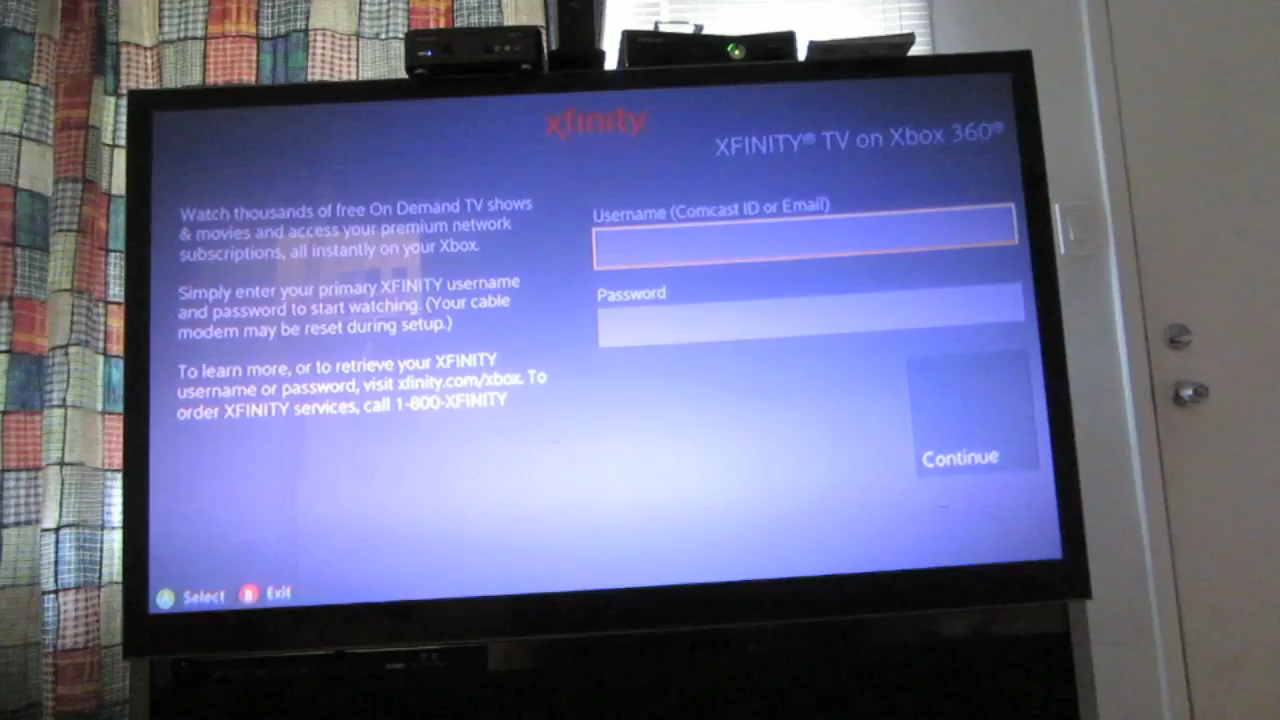 xfinity
XFINITY® TV on Xbox 360®
Watch thousands of free On Demand TV shows
& movies and access your premium network
subscriptions, all instantly on your Xbox.
Simply enter your primary XFINITY username
and password to start watching. (Your cable
modem may be reset during setup.)
To learn more, or to retrieve your XFINITY
username or password, visit xfinity.com/xbox. To
order XFINITY services, call 1-800-XFINITY
Username (Comcast ID or Email)
Password
Continue
A Select B Exit